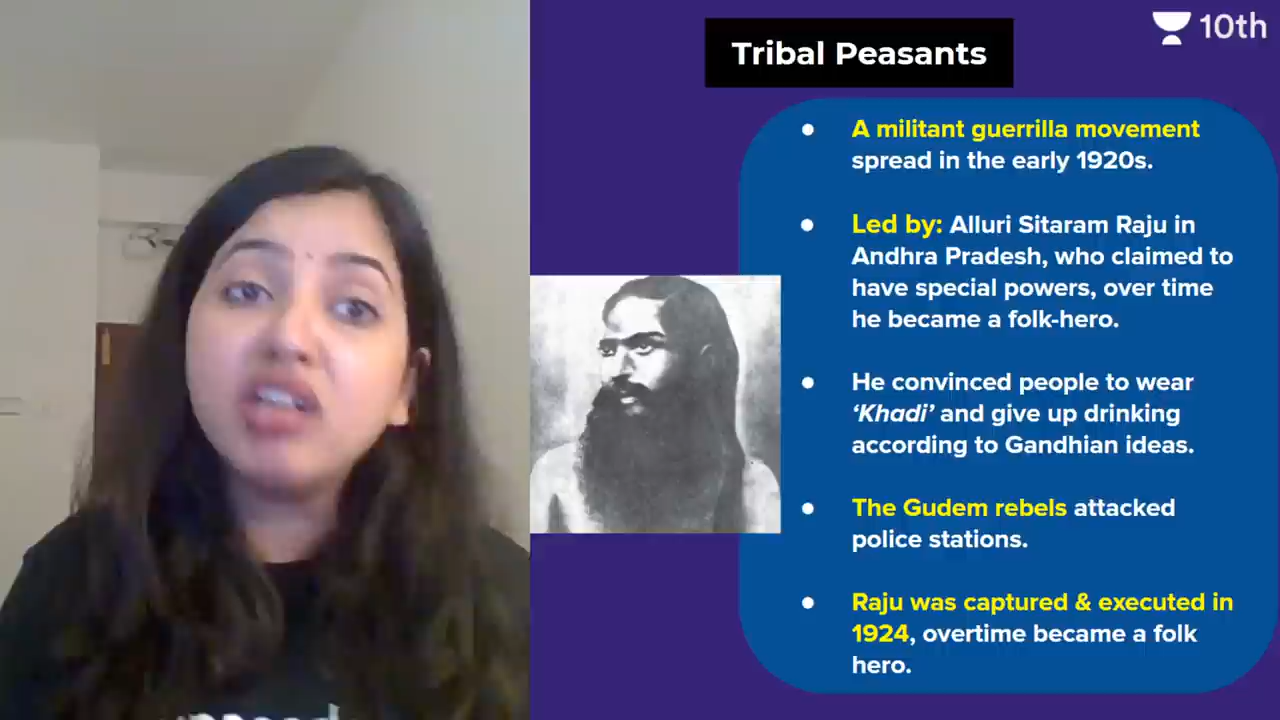 Tribal Peasants
10th
● A militant guerrilla movement
spread in the early 1920s.
● Led by: Alluri Sitaram Raju in
Andhra Pradesh, who claimed to
have special powers, over time
he became a folk-hero.
● He convinced people to wear
‘Khadi’ and give up drinking
according to Gandhian ideas.
● The Gudem rebels attacked
police stations.
● Raju was captured & executed in
1924, overtime became a folk
hero.